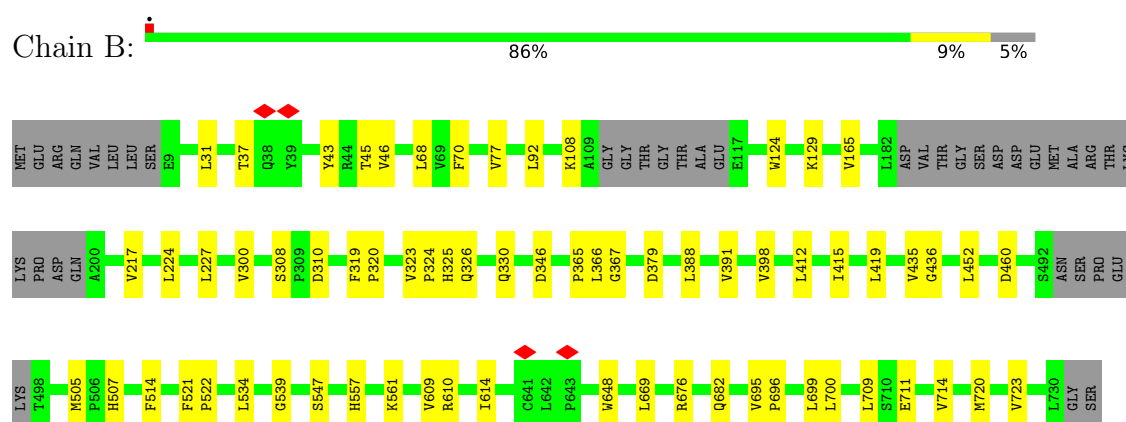 Chain B:
86% 9% 5%
MET GLU ARG GLN VAL LEU LEU SER E9 L31 T37 Q38 Y39 Y43 R44 T45 V46 L68 V69 F70 V77 L92 K108 A109 GLY GLY THR GLY THR ALA GLU E117 W124 K129 V165 L182 ASP VAL THR GLY SER ASP ASP GLU MET ALA ARG THR LYS
LYS PRO ASP GLN A200 V217 L224 L227 V300 S308 P309 D310 F319 P320 V323 P324 H325 Q326 Q330 D346 P365 L366 G367 D379 L388 V391 V398 L412 I415 L419 V435 G436 L452 D460 S492 ASN SER PRO GLU
LYS T498 M505 P506 H507 F514 F521 P522 L534 G539 S547 H557 K561 V609 R610 I614 C641 L642 P643 W648 L669 R676 Q682 V695 P696 L699 L700 L709 S710 E711 V714 M720 V723 L730 GLY SER